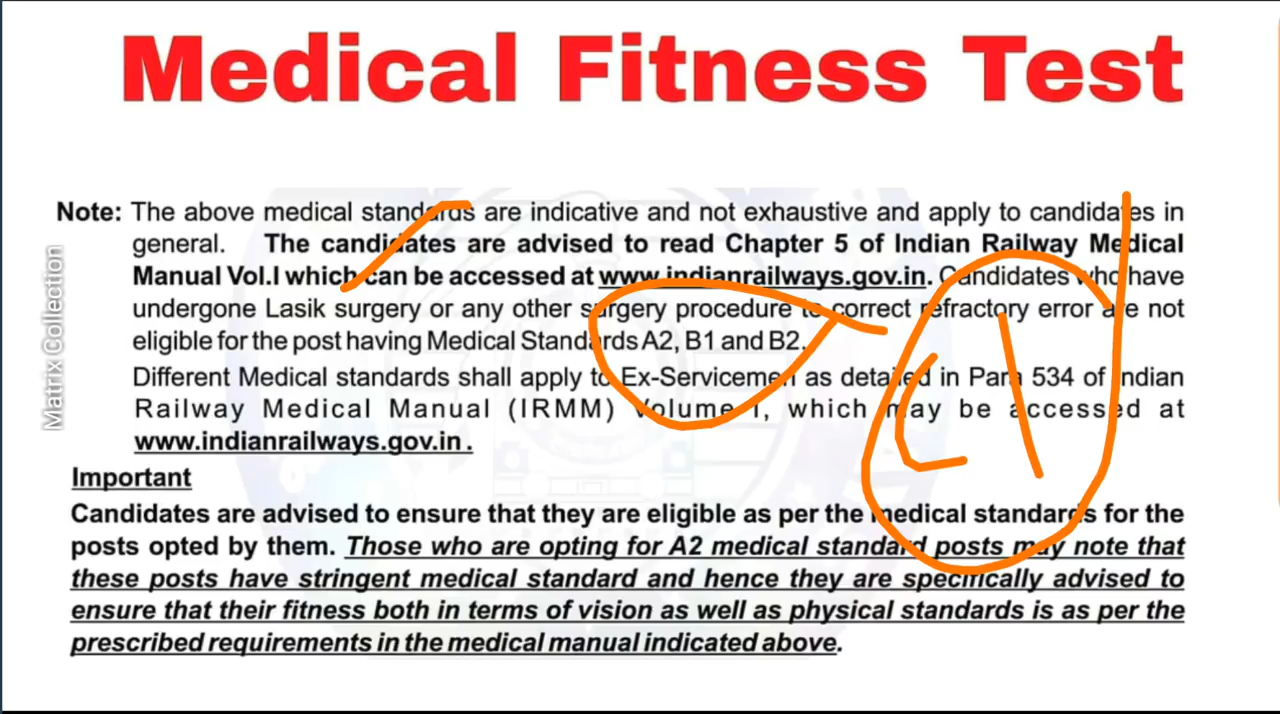 Medical Fitness Test
Note: The above medical standards are indicative and not exhaustive and apply to candidates in
general. The candidates are advised to read Chapter 5 of Indian Railway Medical
Manual Vol.I which can be accessed at www.indianrailways.gov.in. Candidates who have
undergone Lasik surgery or any other surgery procedure to correct refractory error are not
eligible for the post having Medical Standards A2, B1 and B2.
Different Medical standards shall apply to Ex-Servicemen as detailed in Para 534 of Indian
Railway Medical Manual (IRMM) Volume I, which may be accessed at
www.indianrailways.gov.in.
Important
Candidates are advised to ensure that they are eligible as per the medical standards for the
posts opted by them. Those who are opting for A2 medical standard posts may note that
these posts have stringent medical standard and hence they are specifically advised to
ensure that their fitness both in terms of vision as well as physical standards is as per the
prescribed requirements in the medical manual indicated above.
Matrix Collection